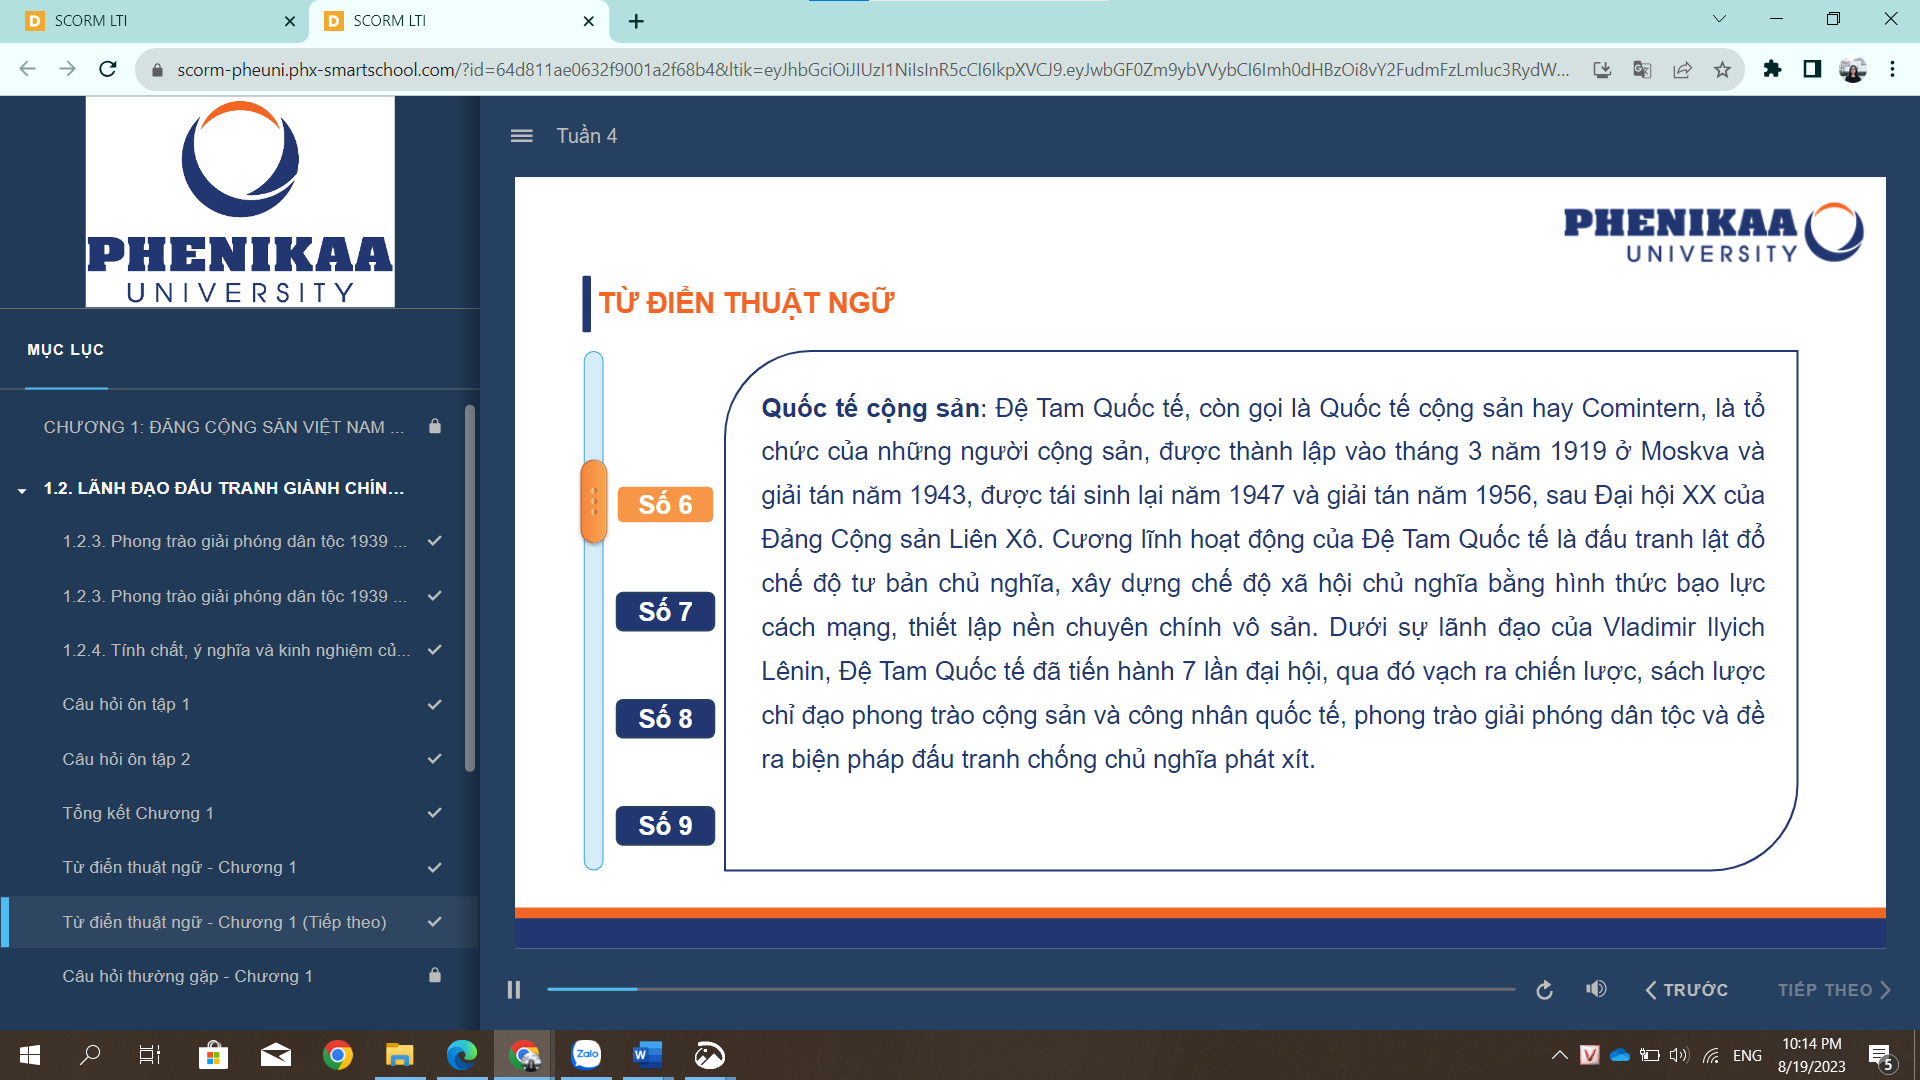 SCORM LTI
SCORM LTI
scorm-pheuni.phx-smartschool.com/?id=64d811ae0632f9001a2f68b4&ltik=eyJhbGciOiJIUzI1NiIsInR5cCI6IkpXVCJ9.eyJwbGF0Zm9ybVVybCI6Imh0dHBzOi8vY2FudmFzLmluc3RydW...
PHENIKAA
UNIVERSITY
MỤC LỤC
CHƯƠNG 1: ĐẢNG CỘNG SẢN VIỆT NAM ...
1.2. LÃNH ĐẠO ĐẤU TRANH GIÀNH CHÍN...
1.2.3. Phong trào giải phóng dân tộc 1939 ...
1.2.3. Phong trào giải phóng dân tộc 1939 ...
1.2.4. Tính chất, ý nghĩa và kinh nghiệm củ...
Câu hỏi ôn tập 1
Câu hỏi ôn tập 2
Tổng kết Chương 1
Từ điển thuật ngữ - Chương 1
Từ điển thuật ngữ - Chương 1 (Tiếp theo)
Câu hỏi thường gặp - Chương 1
Tuần 4
PHENIKAA
UNIVERSITY
TỪ ĐIỂN THUẬT NGỮ
Số 6
Số 7
Số 8
Số 9
Quốc tế cộng sản: Đệ Tam Quốc tế, còn gọi là Quốc tế cộng sản hay Comintern, là tổ
chức của những người cộng sản, được thành lập vào tháng 3 năm 1919 ở Moskva và
giải tán năm 1943, được tái sinh lại năm 1947 và giải tán năm 1956, sau Đại hội XX của
Đảng Cộng sản Liên Xô. Cương lĩnh hoạt động của Đệ Tam Quốc tế là đấu tranh lật đổ
chế độ tư bản chủ nghĩa, xây dựng chế độ xã hội chủ nghĩa bằng hình thức bạo lực
cách mạng, thiết lập nền chuyên chính vô sản. Dưới sự lãnh đạo của Vladimir Ilyich
Lênin, Đệ Tam Quốc tế đã tiến hành 7 lần đại hội, qua đó vạch ra chiến lược, sách lược
chỉ đạo phong trào cộng sản và công nhân quốc tế, phong trào giải phóng dân tộc và đề
ra biện pháp đấu tranh chống chủ nghĩa phát xít.
TRƯỚC
TIẾP THEO
Zalo
ENG
10:14 PM
8/19/2023
5